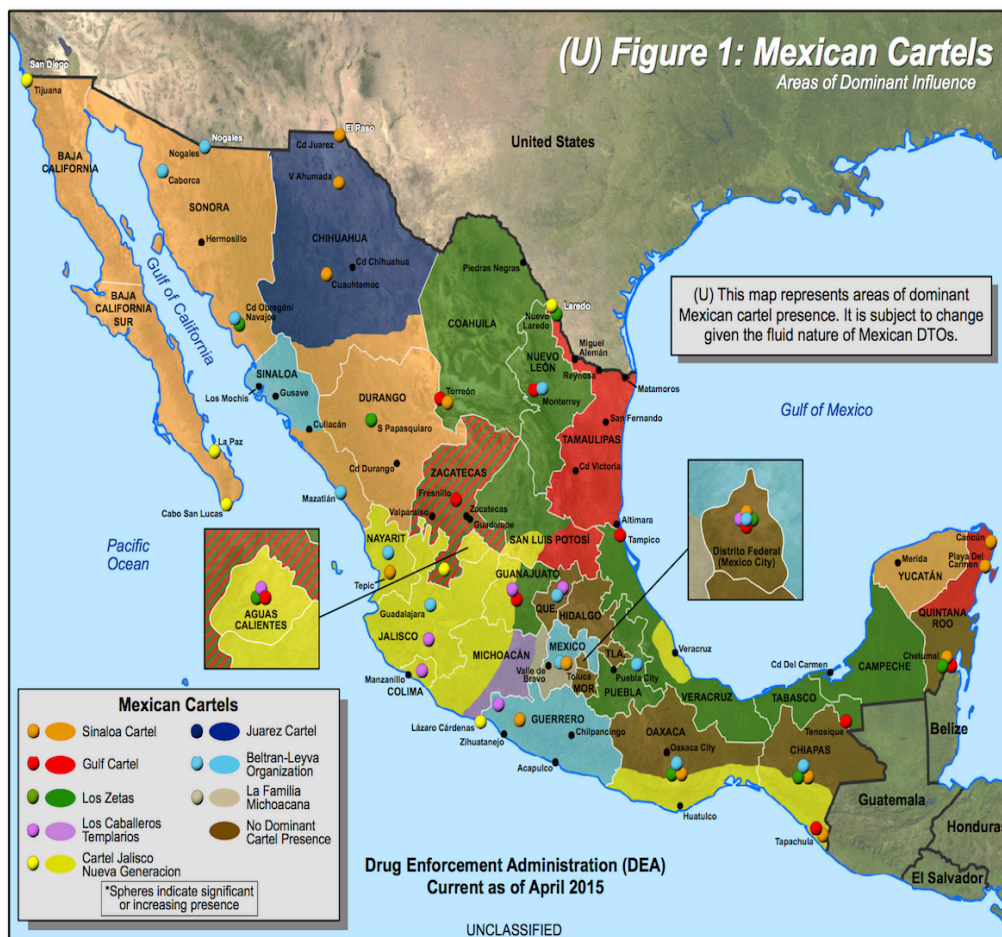 (U) Figure 1: Mexican Cartels
Areas of Dominant Influence
San Diego
Tijuana
BAJA
CALIFORNIA
Nogales
Nogales
Caborca
SONORA
Hermosillo
Gulf of California
BAJA
CALIFORNIA
SUR
Cd Obregón/
Navajoa
El Paso
Cd Juarez
V Ahumada
CHIHUAHUA
Cd Chihuahua
Cuauhtemoc
United States
Piedras Negras
COAHUILA
Laredo
Nuevo
Laredo
NUEVO
LEÓN
Miguel
Alemán
Reynosa
Matamoros
(U) This map represents areas of dominant
Mexican cartel presence. It is subject to change
given the fluid nature of Mexican DTOs.
SINALOA
Los Mochis
Gusave
Culiacán
DURANGO
S Papasquiaro
Torreón
Monterrey
San Fernando
TAMAULIPAS
Cd Victoria
Gulf of Mexico
La Paz
Cabo San Lucas
Mazatlán
Cd Durango
ZACATECAS
Fresnillo
Valparaiso
Zucatecas
Guadalupe
Altimara
Tampico
SAN LUIS POTOSÍ
Pacific
Ocean
NAYARIT
Tepic
AGUAS
CALIENTES
Guadalajara
JALISCO
Manzanillo
COLIMA
GUANAJUATO
QUE.
HIDALGO
MICHOACÁN
MEXICO
Valle de
Bravo
Toluca
MOR
TLA.
Puebla City
PUEBLA
Distrito Federal
(Mexico City)
Veracruz
VERACRUZ
Cd Del Carmen
TABASCO
CAMPECHE
Merida
YUCATÁN
Cancún
Playa Del
Carmen
QUINTANA
ROO
Chetumal
Belize
Lázaro Cárdenas
Zihuatanejo
GUERRERO
Chilpancingo
Acapulco
OAXACA
Oaxaca City
Huatulco
Tenosique
CHIAPAS
Tapachula
Guatemala
Honduras
El Salvador
Mexican Cartels
Sinaloa Cartel
Gulf Cartel
Los Zetas
Los Caballeros
Templarios
Cartel Jalisco
Nueva Generacion
Juarez Cartel
Beltran-Leyva
Organization
La Familia
Michoacana
No Dominant
Cartel Presence
*Spheres indicate significant
or increasing presence
Drug Enforcement Administration (DEA)
Current as of April 2015
UNCLASSIFIED